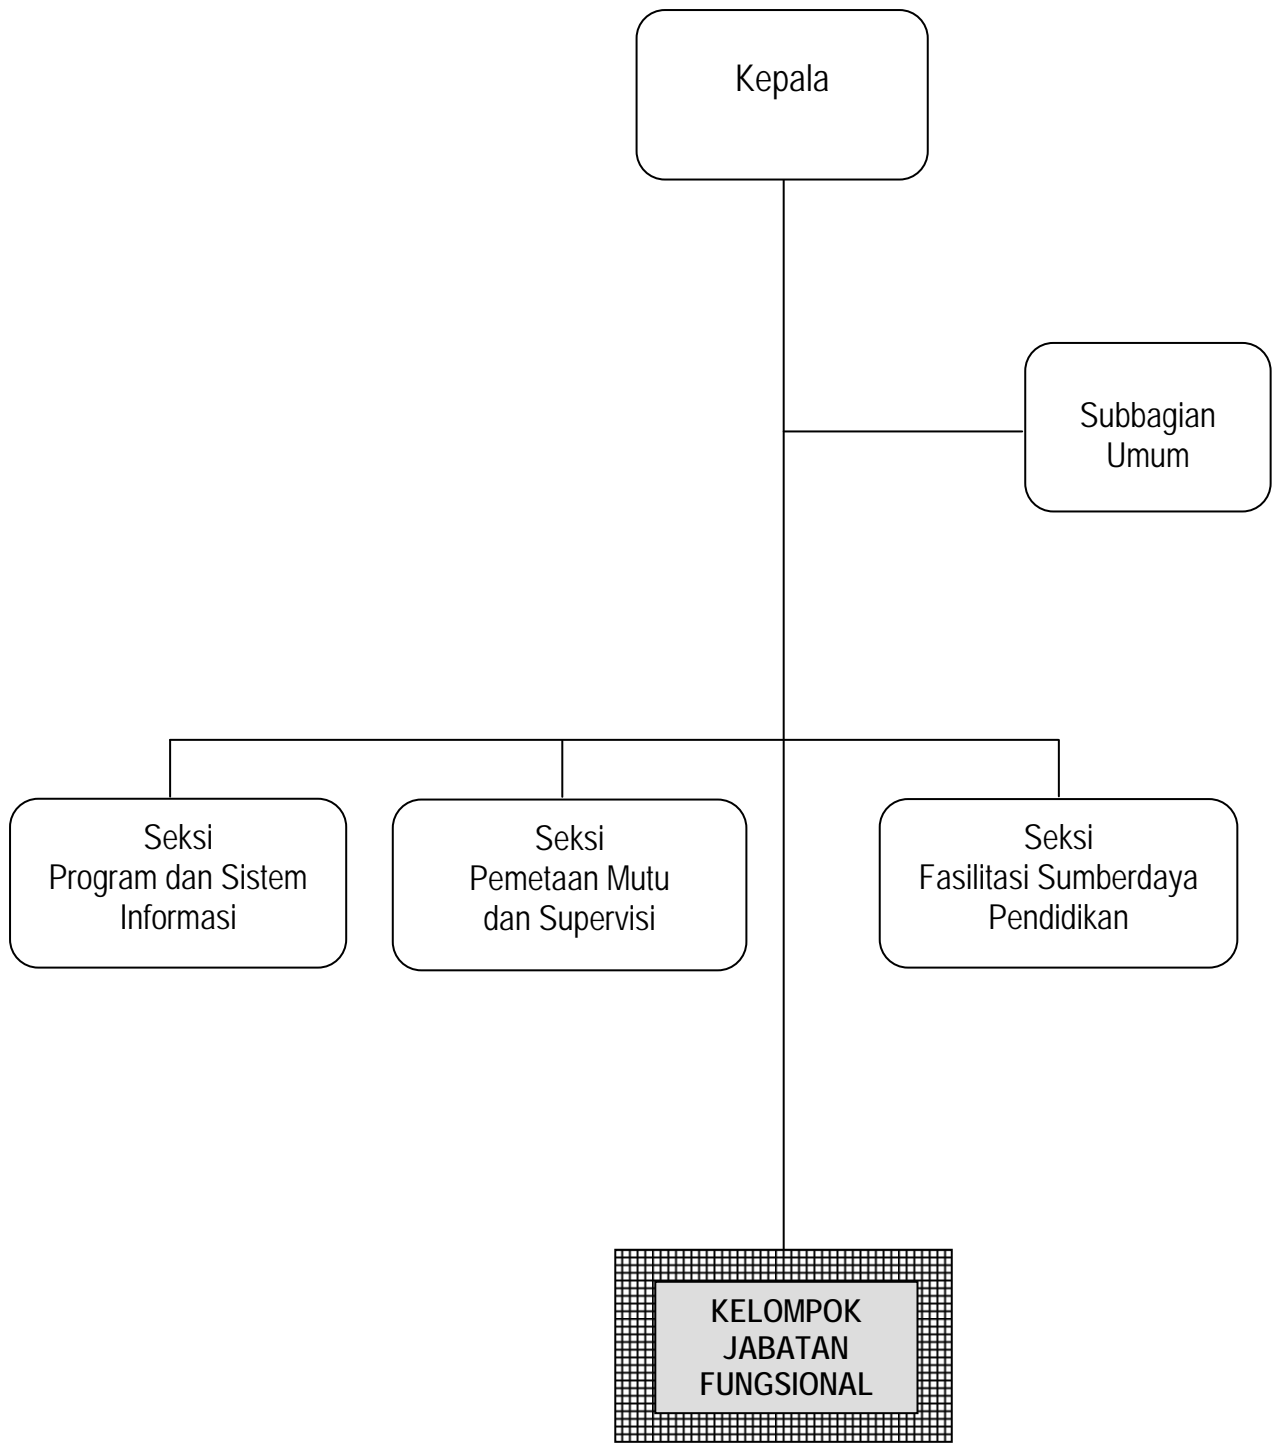 Kepala
Subbagian
Umum
Seksi
Program dan Sistem
Informasi
Seksi
Pemetaan Mutu
dan Supervisi
Seksi
Fasilitasi Sumberdaya
Pendidikan
KELOMPOK
JABATAN
FUNGSIONAL